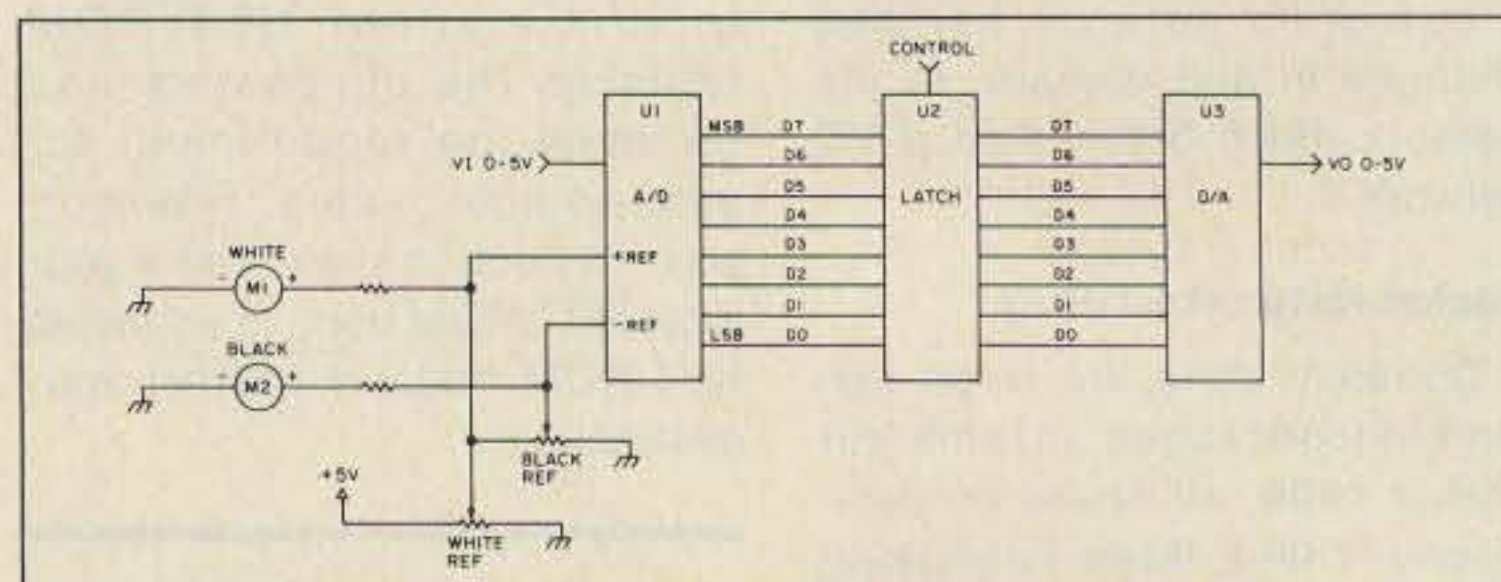 CONTROL
U1
U2
U3
MSB D7 D7
VI 0-5V D6 D6 VO 0-5V
A/D D5 LATCH D5 D/A
D4 D4
+REF D3 D3
WHITE
- M1 + D2 D2
D1 D1
-REF LSB D0 D0
BLACK
- M2 +
BLACK
REF
+5V
WHITE
REF